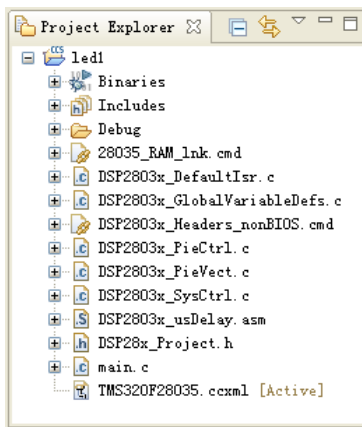 Project Explorer
led1
Binaries
Includes
Debug
28035_RAM_lnk.cmd
DSP2803x_DefaultIsr.c
DSP2803x_GlobalVariableDefs.c
DSP2803x_Headers_nonBIOS.cmd
DSP2803x_PieCtrl.c
DSP2803x_PieVect.c
DSP2803x_SysCtrl.c
DSP2803x_usDelay.asm
DSP28x_Project.h
main.c
TMS320F28035.ccxml [Active]